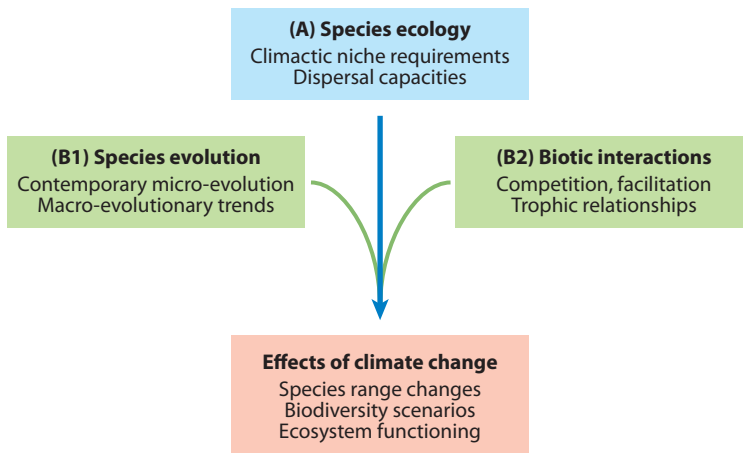 (A) Species ecology
Climactic niche requirements
Dispersal capacities
(B1) Species evolution
Contemporary micro-evolution
Macro-evolutionary trends
(B2) Biotic interactions
Competition, facilitation
Trophic relationships
Effects of climate change
Species range changes
Biodiversity scenarios
Ecosystem functioning